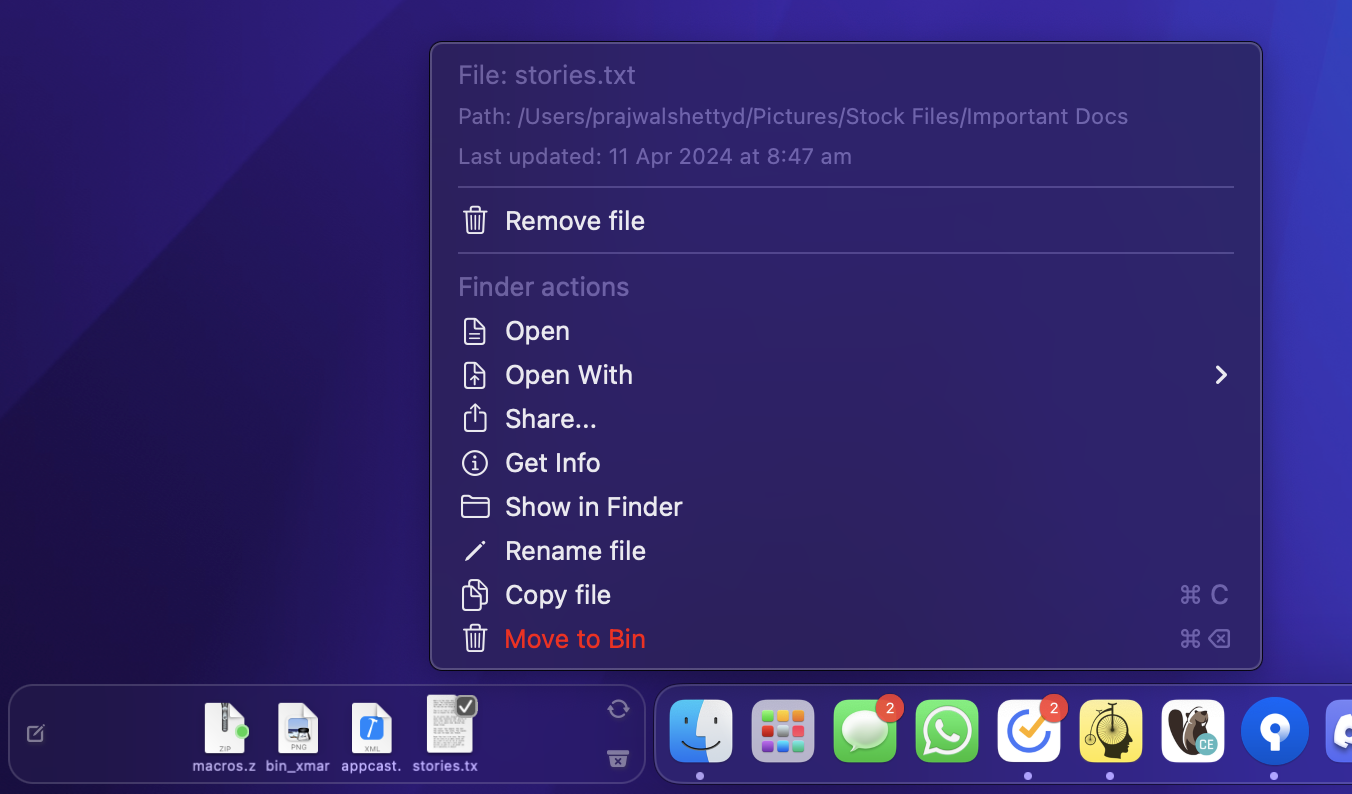 File: stories.txt
Path: /Users/prajwalshettyd/Pictures/Stock Files/Important Docs
Last updated: 11 Apr 2024 at 8:47 am
Remove file
Finder actions
Open
Open With
Share...
Get Info
Show in Finder
Rename file
Copy file ⌘ C
Move to Bin ⌘ ⌫
ZIP
PNG
XML
macros.z bin_xmar appcast. stories.tx
2
2
CE